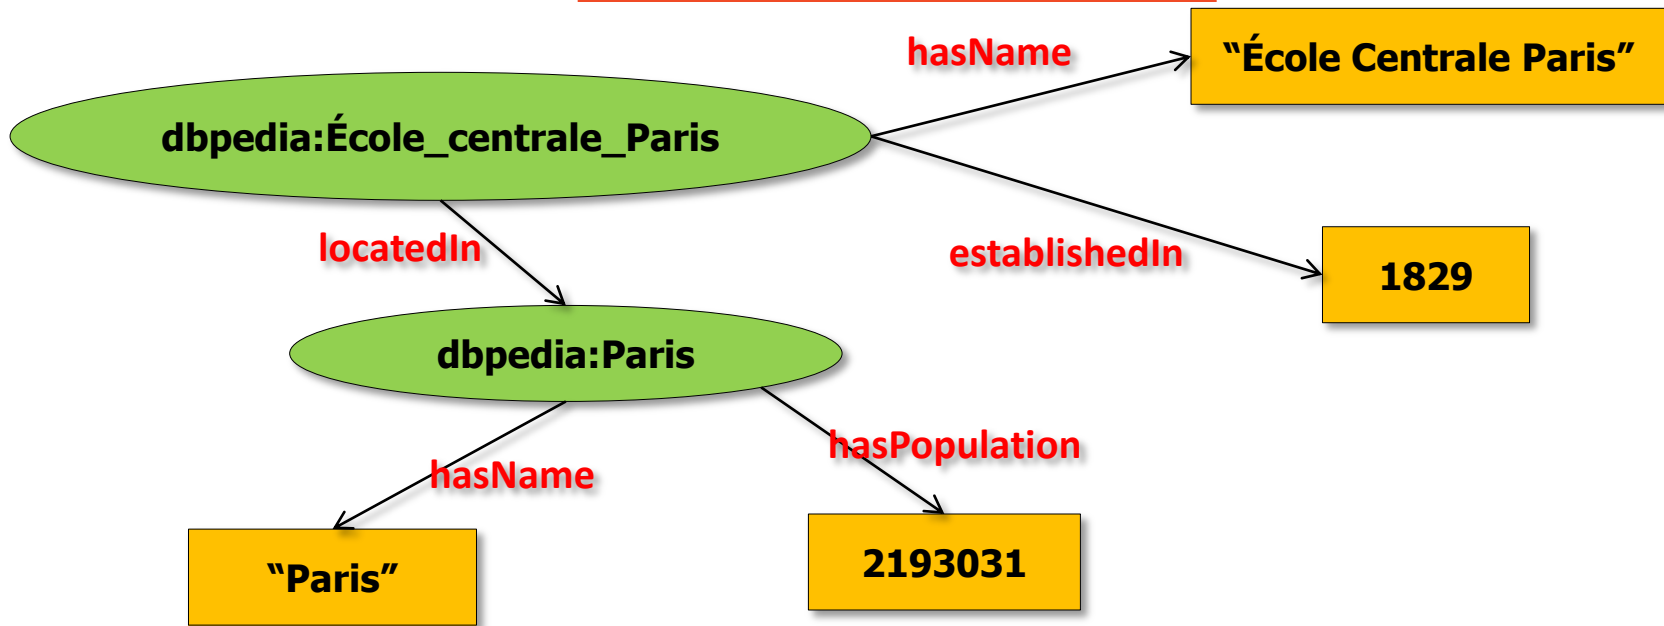 hasName
“École Centrale Paris”
dbpedia:École_centrale_Paris
locatedIn
establishedIn
1829
dbpedia:Paris
hasPopulation
hasName
“Paris”
2193031